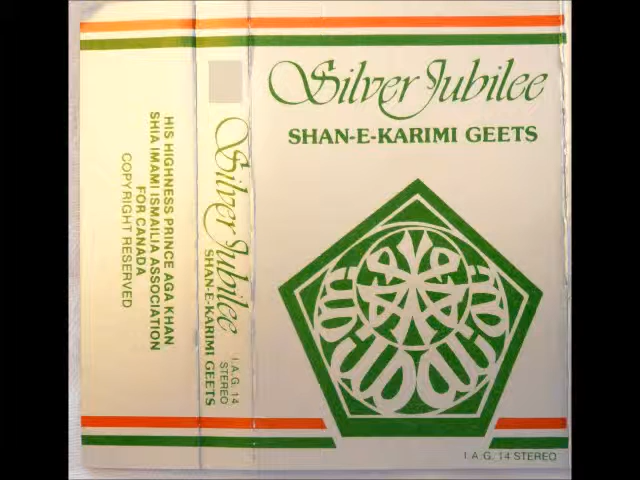 Silver Jubilee
SHAN-E-KARIMI GEETS
I.A.G. 14 STEREO
Silver Jubilee
SHAN-E-KARIMI GEETS
I.A.G. 14
STEREO
HIS HIGHNESS PRINCE AGA KHAN
SHIA IMAMI ISMAILIA ASSOCIATION
FOR CANADA
COPYRIGHT RESERVED